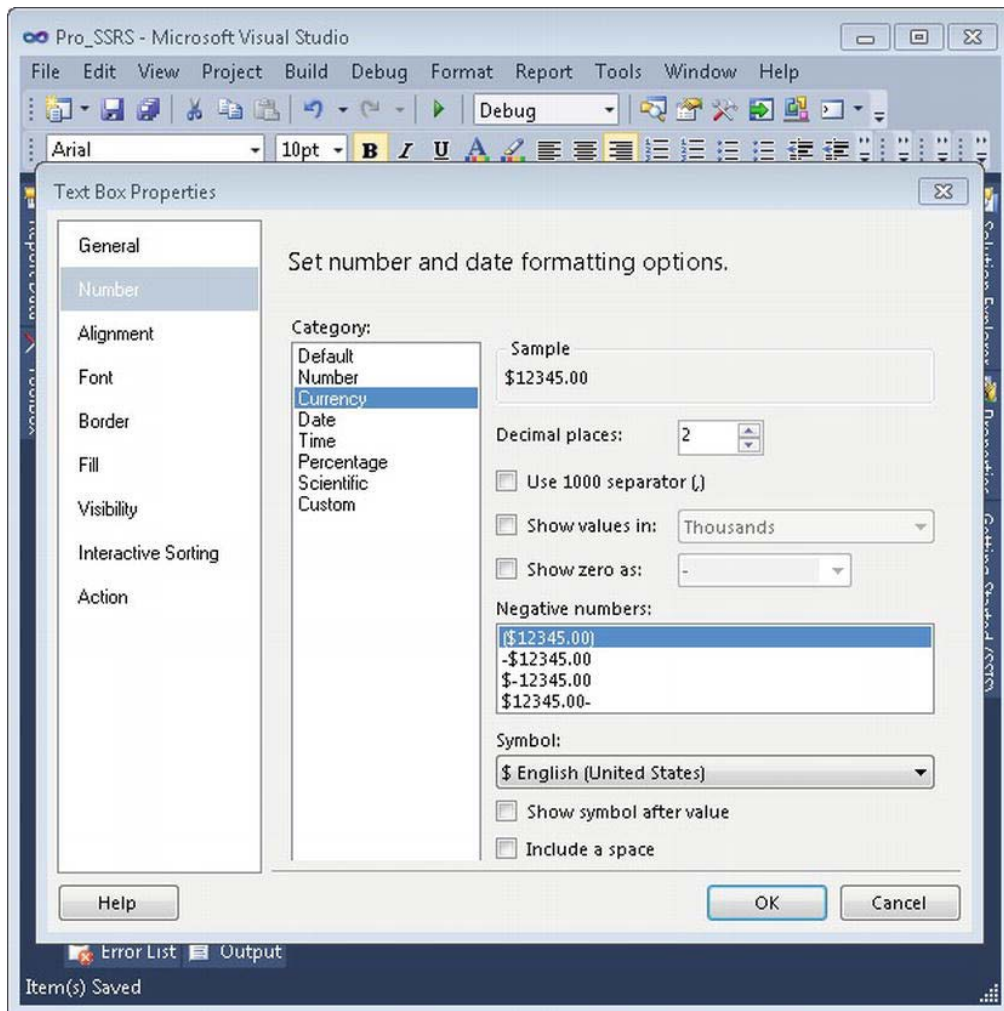 Pro_SSRS - Microsoft Visual Studio
File Edit View Project Build Debug Format Report Tools Window Help
Debug
Arial 10pt B I U A
Text Box Properties
General
Number
Alignment
Font
Border
Fill
Visibility
Interactive Sorting
Action
Set number and date formatting options.
Category:
Default
Number
Currency
Date
Time
Percentage
Scientific
Custom
Sample
$12345.00
Decimal places: 2
Use 1000 separator (,)
Show values in: Thousands
Show zero as: -
Negative numbers:
($12345.00)
-$12345.00
$-12345.00
$12345.00-
Symbol:
$ English (United States)
Show symbol after value
Include a space
Help OK Cancel
Solution Explorer
Properties
Error List Output
Item(s) Saved